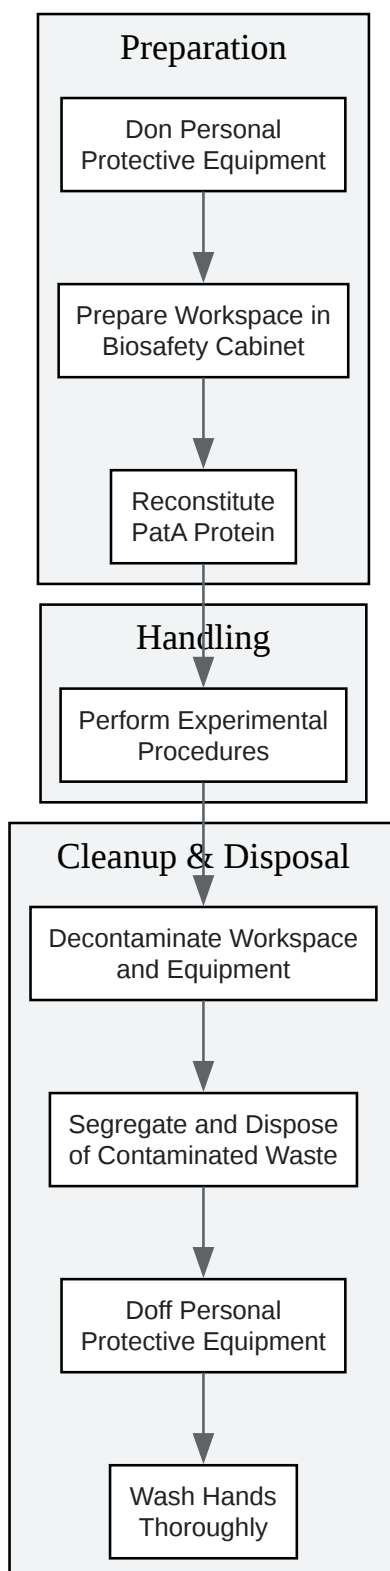 Preparation
Don Personal
Protective Equipment
Prepare Workspace in
Biosafety Cabinet
Reconstitute
PatA Protein
Handling
Perform Experimental
Procedures
Cleanup & Disposal
Decontaminate Workspace
and Equipment
Segregate and Dispose
of Contaminated Waste
Doff Personal
Protective Equipment
Wash Hands
Thoroughly